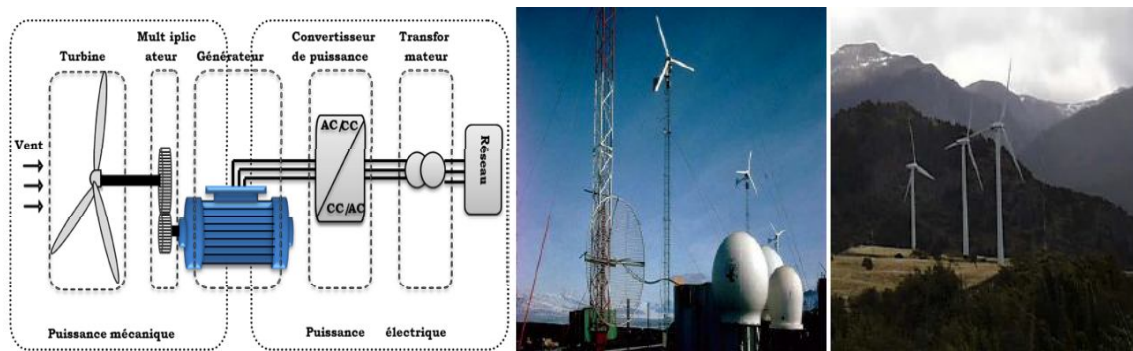 Turbine
Mult iplic
ateur
Générateur
Convertisseur
de puissance
Transfor
mateur
Vent
AC/CC
CC/AC
Réseau
Puissance mécanique
Puissance électrique